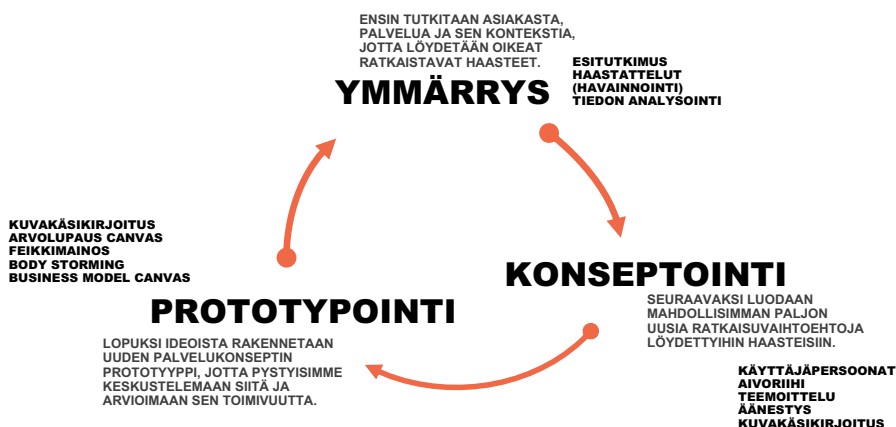 ENSIN TUTKITAAN ASIAKASTA,
PALVELUA JA SEN KONTEKSTIA,
JOTTA LÖYDETÄÄN OIKEAT
RATKAISTAVAT HAASTEET.
YMMÄRRYS
ESITUTKIMUS
HAASTATTELUT
(HAVAINNOINTI)
TIEDON ANALYSOINTI
KONSEPTOINTI
SEURAAVAKSI LUODAAN
MAHDOLLISIMMAN PALJON
UUSIA RATKAISUVAIHTOEHTOJA
LÖYDETTYIHIN HAASTEISIIN.
KÄYTTÄJÄPERSOONAT
AIVORIIHI
TEEMOITTELU
ÄÄNESTYS
KUVAKÄSIKIRJOITUS
KUVAKÄSIKIRJOITUS
ARVOLUPAUS CANVAS
FEIKKIMAINOS
BODY STORMING
BUSINESS MODEL CANVAS
PROTOTYPOINTI
LOPUKSI IDEOISTA RAKENNETAAN
UUDEN PALVELUKONSEPTIN
PROTOTYYPPI, JOTTA PYSTYISIMME
KESKUSTELEMAAN SIITÄ JA
ARVIOIMAAN SEN TOIMIVUUTTA.